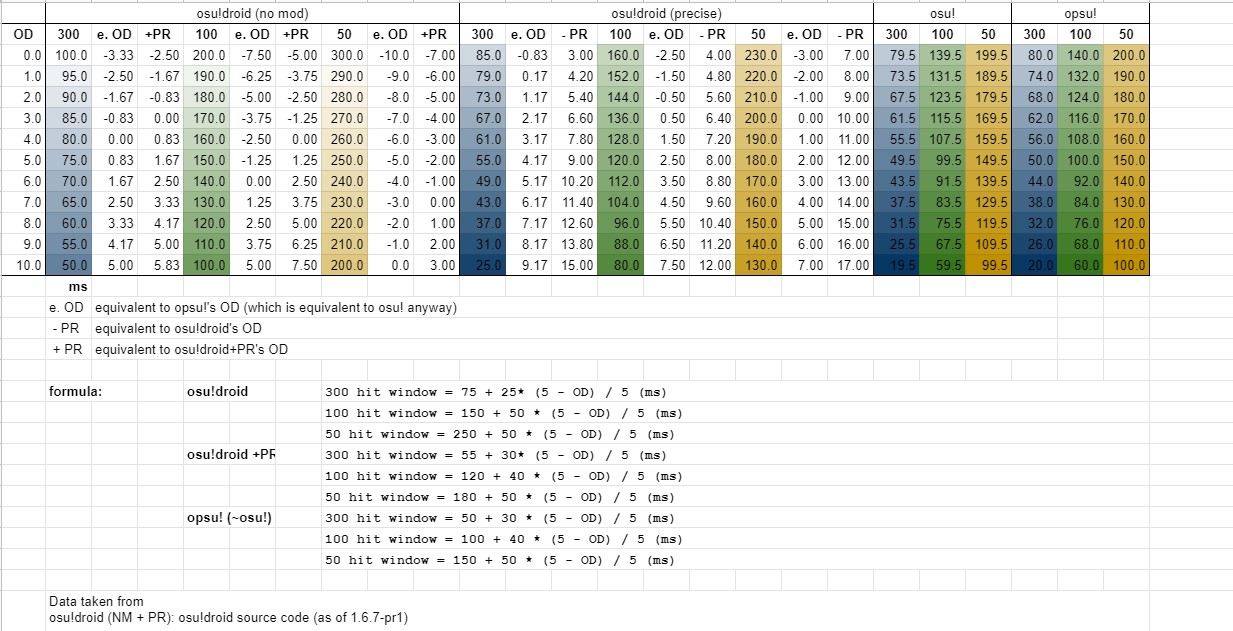 osu!droid (no mod) osu!droid (precise) osu! opsu!
OD 300 e. OD +PR 100 e. OD +PR 50 e. OD +PR 300 e. OD - PR 100 e. OD - PR 50 e. OD - PR 300 100 50 300 100 50
0.0 100.0 -3.33 -2.50 200.0 -7.50 -5.00 300.0 -10.0 -7.00 85.0 -0.83 3.00 160.0 -2.50 4.00 230.0 -3.00 7.00 79.5 139.5 199.5 80.0 140.0 200.0
1.0 95.0 -2.50 -1.67 190.0 -6.25 -3.75 290.0 -9.0 -6.00 79.0 0.17 4.20 152.0 -1.50 4.80 220.0 -2.00 8.00 73.5 131.5 189.5 74.0 132.0 190.0
2.0 90.0 -1.67 -0.83 180.0 -5.00 -2.50 280.0 -8.0 -5.00 73.0 1.17 5.40 144.0 -0.50 5.60 210.0 -1.00 9.00 67.5 123.5 179.5 68.0 124.0 180.0
3.0 85.0 -0.83 0.00 170.0 -3.75 -1.25 270.0 -7.0 -4.00 67.0 2.17 6.60 136.0 0.50 6.40 200.0 0.00 10.00 61.5 115.5 169.5 62.0 116.0 170.0
4.0 80.0 0.00 0.83 160.0 -2.50 0.00 260.0 -6.0 -3.00 61.0 3.17 7.80 128.0 1.50 7.20 190.0 1.00 11.00 55.5 107.5 159.5 56.0 108.0 160.0
5.0 75.0 0.83 1.67 150.0 -1.25 1.25 250.0 -5.0 -2.00 55.0 4.17 9.00 120.0 2.50 8.00 180.0 2.00 12.00 49.5 99.5 149.5 50.0 100.0 150.0
6.0 70.0 1.67 2.50 140.0 0.00 2.50 240.0 -4.0 -1.00 49.0 5.17 10.20 112.0 3.50 8.80 170.0 3.00 13.00 43.5 91.5 139.5 44.0 92.0 140.0
7.0 65.0 2.50 3.33 130.0 1.25 3.75 230.0 -3.0 0.00 43.0 6.17 11.40 104.0 4.50 9.60 160.0 4.00 14.00 37.5 83.5 129.5 38.0 84.0 130.0
8.0 60.0 3.33 4.17 120.0 2.50 5.00 220.0 -2.0 1.00 37.0 7.17 12.60 96.0 5.50 10.40 150.0 5.00 15.00 31.5 75.5 119.5 32.0 76.0 120.0
9.0 55.0 4.17 5.00 110.0 3.75 6.25 210.0 -1.0 2.00 31.0 8.17 13.80 88.0 6.50 11.20 140.0 6.00 16.00 25.5 67.5 109.5 26.0 68.0 110.0
10.0 50.0 5.00 5.83 100.0 5.00 7.50 200.0 0.0 3.00 25.0 9.17 15.00 80.0 7.50 12.00 130.0 7.00 17.00 19.5 59.5 99.5 20.0 60.0 100.0
ms
e. OD equivalent to opsu!'s OD (which is equivalent to osu! anyway)
- PR equivalent to osu!droid's OD
+ PR equivalent to osu!droid+PR's OD
formula: osu!droid 300 hit window = 75 + 25* (5 - OD) / 5 (ms)
100 hit window = 150 + 50 * (5 - OD) / 5 (ms)
50 hit window = 250 + 50 * (5 - OD) / 5 (ms)
osu!droid +PR 300 hit window = 55 + 30* (5 - OD) / 5 (ms)
100 hit window = 120 + 40 * (5 - OD) / 5 (ms)
50 hit window = 180 + 50 * (5 - OD) / 5 (ms)
opsu! (~osu!) 300 hit window = 50 + 30 * (5 - OD) / 5 (ms)
100 hit window = 100 + 40 * (5 - OD) / 5 (ms)
50 hit window = 150 + 50 * (5 - OD) / 5 (ms)
Data taken from
osu!droid (NM + PR): osu!droid source code (as of 1.6.7-pr1)